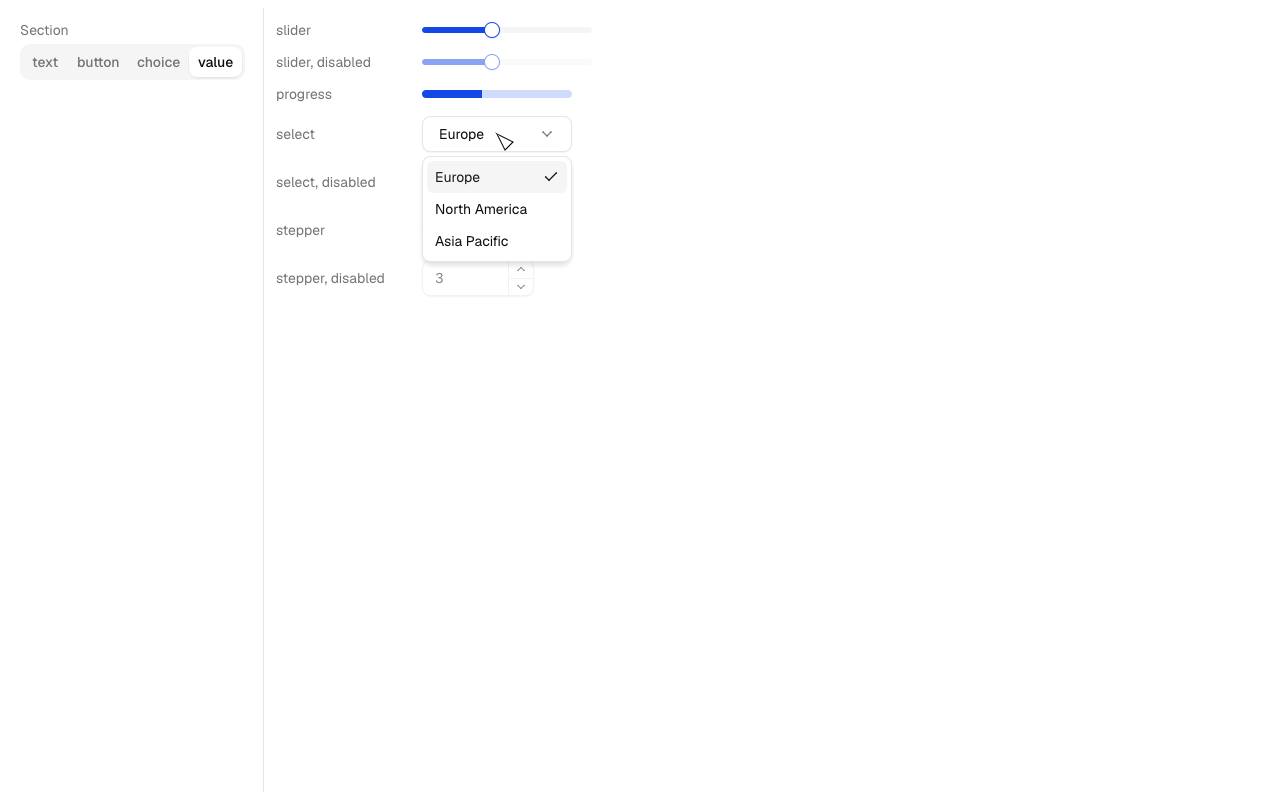 Section
text button choice value
slider
slider, disabled
progress
select Europe
Europe
select, disabled
North America
stepper
Asia Pacific
stepper, disabled 3